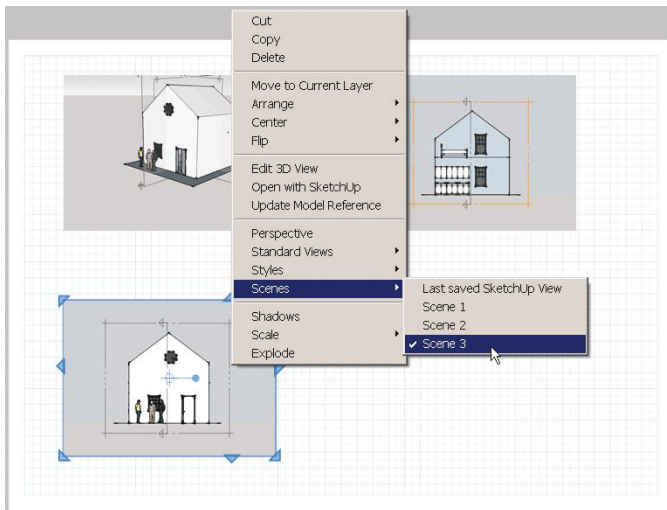 Cut
Copy
Delete
Move to Current Layer
Arrange
Center
Flip
Edit 3D View
Open with SketchUp
Update Model Reference
Perspective
Standard Views
Styles
Scenes
Shadows
Scale
Explode
Last saved SketchUp View
Scene 1
Scene 2
Scene 3